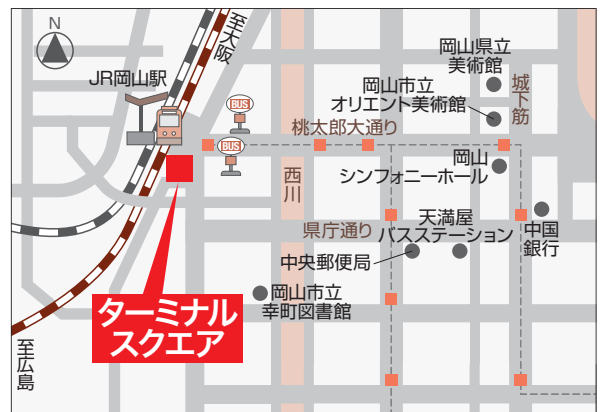 N
至大阪
JR岡山駅
BUS
BUS
桃太郎大通り
岡山県立
美術館
岡山市立
オリエント美術館
城下筋
岡山
シンフォニーホール
西川
県庁通り
天満屋
バスステーション
中央郵便局
中国
銀行
岡山市立
幸町図書館
ターミナル
スクエア
至広島